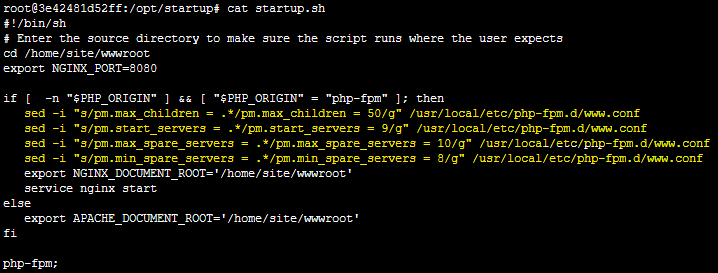 root@3e42481d52ff:/opt/startup# cat startup.sh
#!/bin/sh
# Enter the source directory to make sure the script runs where the user expects
cd /home/site/wwwroot
export NGINX_PORT=8080
if [  -n "$PHP_ORIGIN" ] && [ "$PHP_ORIGIN" = "php-fpm" ]; then
   sed -i "s/pm.max_children = .*/pm.max_children = 50/g" /usr/local/etc/php-fpm.d/www.conf
   sed -i "s/pm.start_servers = .*/pm.start_servers = 9/g" /usr/local/etc/php-fpm.d/www.conf
   sed -i "s/pm.max_spare_servers = .*/pm.max_spare_servers = 10/g" /usr/local/etc/php-fpm.d/www.conf
   sed -i "s/pm.min_spare_servers = .*/pm.min_spare_servers = 8/g" /usr/local/etc/php-fpm.d/www.conf
   export NGINX_DOCUMENT_ROOT='/home/site/wwwroot'
   service nginx start
else
   export APACHE_DOCUMENT_ROOT='/home/site/wwwroot'
fi
php-fpm;